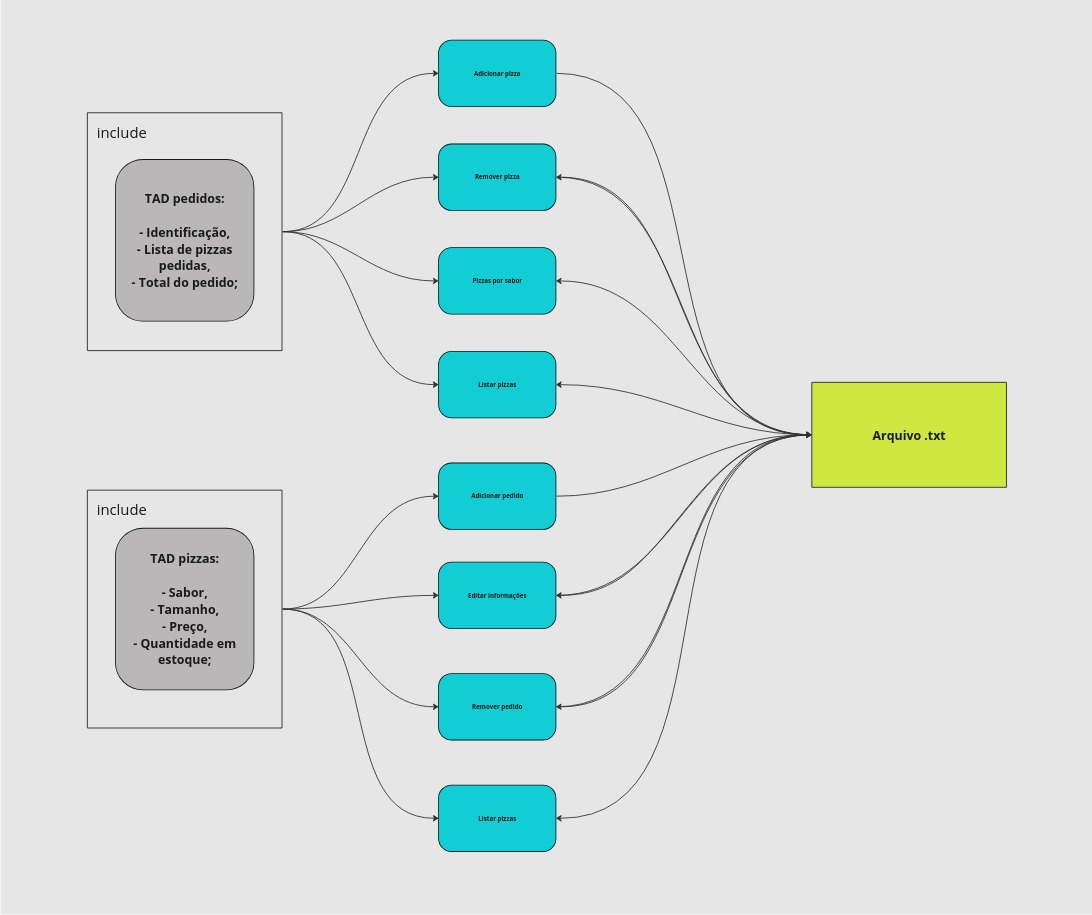 include
TAD pedidos:
- Identificação,
- Lista de pizzas
pedidas,
- Total do pedido;
Adicionar pizza
Remover pizza
Pizzas por sabor
Listar pizzas
Arquivo .txt
include
TAD pizzas:
- Sabor,
- Tamanho,
- Preço,
- Quantidade em
estoque;
Adicionar pedido
Editar informações
Remover pedido
Listar pizzas